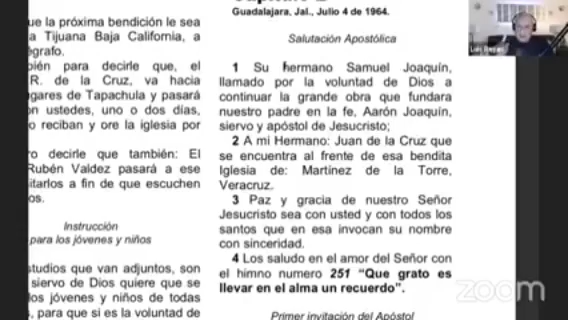 ue la próxima bendición le sea
a Tijuana Baja California, a
égrafo.
bién para decirle que, el
R. de la Cruz, va hacia
gares de Tapachula y pasará
on ustedes, uno o dos días,
o reciban y ore la iglesia por
ro decirle que también: El
Rubén Valdez pasará a ese
sitarlos a fin de que escuchen
os.
Instrucción
para los jóvenes y niños
studios que van adjuntos, son
siervo de Dios quiere que se
los jóvenes y niños de todas
s, para que si es la voluntad de
Guadalajara, Jal., Julio 4 de 1964.
Salutación Apostólica
1 Su hermano Samuel Joaquín,
llamado por la voluntad de Dios a
continuar la grande obra que fundara
nuestro padre en la fe, Aarón Joaquín,
siervo y apóstol de Jesucristo;
2 A mi Hermano: Juan de la Cruz que
se encuentra al frente de esa bendita
Iglesia de: Martinez de la Torre,
Veracruz.
3 Paz y gracia de nuestro Señor
Jesucristo sea con usted y con todos los
santos que en esa invocan su nombre
con sinceridad.
4 Los saludo en el amor del Señor con
el himno numero 251 “Que grato es
llevar en el alma un recuerdo”.
Primer invitación del Apóstol
zoom